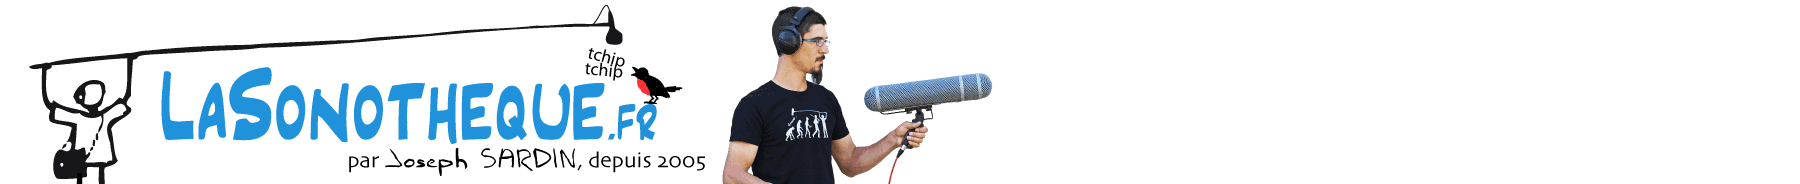 tchip
tchip
LASONOTHEQUE.FR
par Joseph SARDIN, depuis 2005